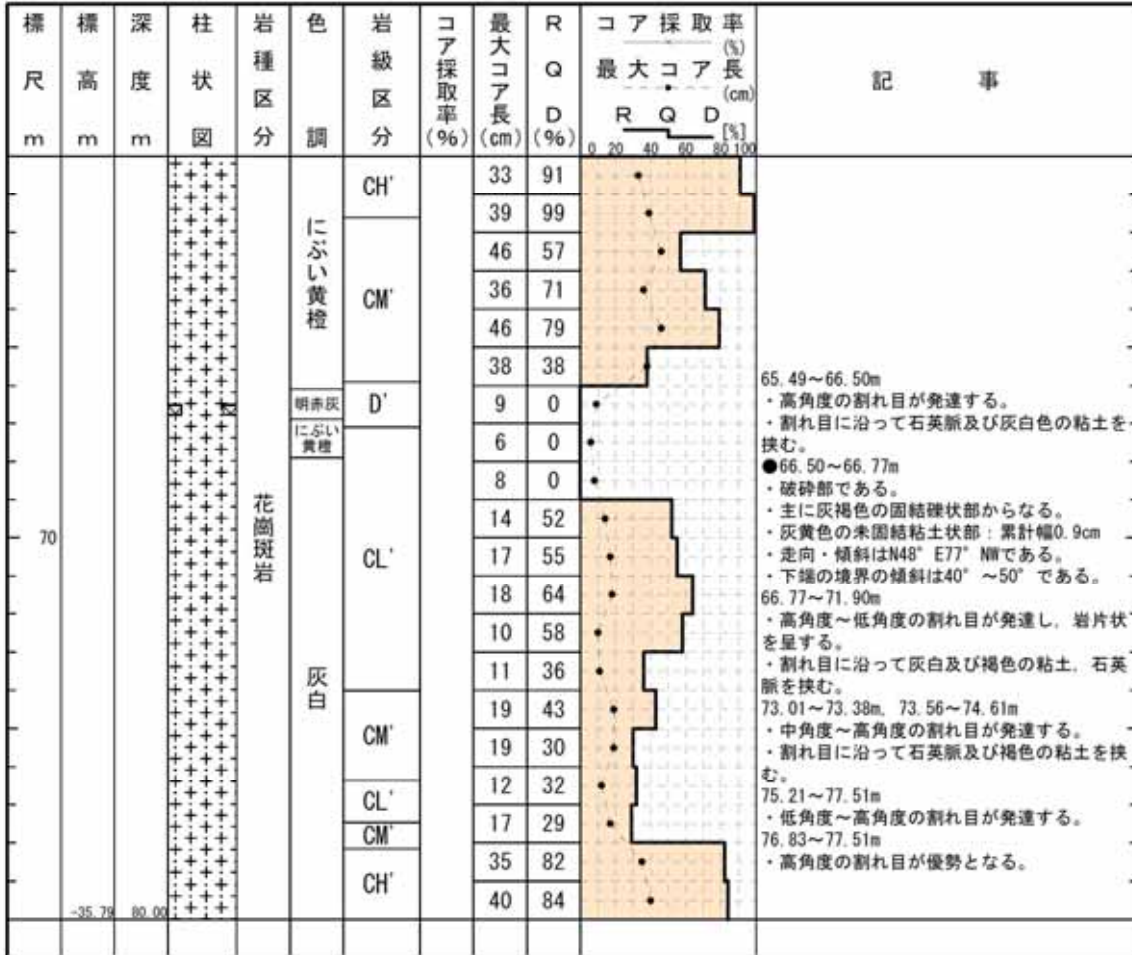 標尺 m
標高 m
深度 m
柱状図
岩種区分
色調
岩級区分
コア採取率 (%)
最大コア長 (cm)
RQD (%)
コア採取率
(%)
最大コア長
(cm)
R Q D
[%]
0 20 40 60 80 100
記事
にぶい黄橙
明赤灰
にぶい
黄橙
灰白
花崗斑岩
CH'
CM'
D'
CL'
CM'
CL'
CM'
CH'
33 91
39 99
46 57
36 71
46 79
38 38
9 0
6 0
8 0
14 52
17 55
18 64
10 58
11 36
19 43
19 30
12 32
17 29
35 82
40 84
70
-35.79 80.00
65.49～66.50m
・高角度の割れ目が発達する。
・割れ目に沿って石英脈及び灰白色の粘土を
挟む。
●66.50～66.77m
・破砕部である。
・主に灰褐色の固結礫状部からなる。
・灰黄色の未固結粘土状部：累計幅0.9cm
・走向・傾斜はN48°E77°NWである。
・下端の境界の傾斜は40°～50°である。
66.77～71.90m
・高角度～低角度の割れ目が発達し，岩片状
を呈する。
・割れ目に沿って灰白及び褐色の粘土，石英
脈を挟む。
73.01～73.38m，73.56～74.61m
・中角度～高角度の割れ目が発達する。
・割れ目に沿って石英脈及び褐色の粘土を挟
む。
75.21～77.51m
・低角度～高角度の割れ目が発達する。
76.83～77.51m
・高角度の割れ目が優勢となる。